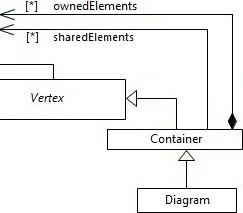 [*] ownedElements
[*] sharedElements
Vertex
Container
Diagram